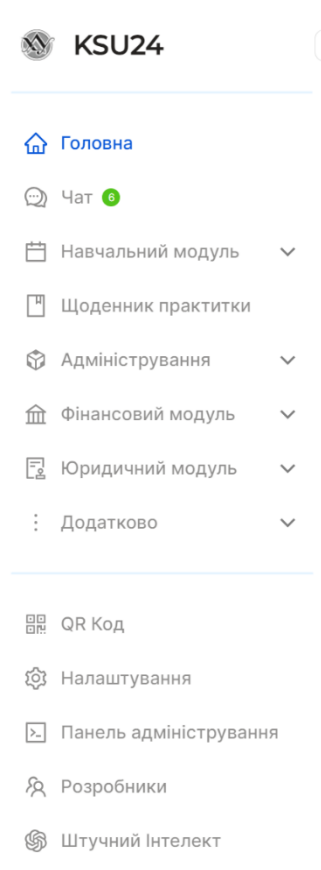 KSU24
Головна
Чат 6
Навчальний модуль
Щоденник практитки
Адміністрування
Фінансовий модуль
Юридичний модуль
Додатково
QR Код
Налаштування
Панель адміністрування
Розробники
Штучний Інтелект